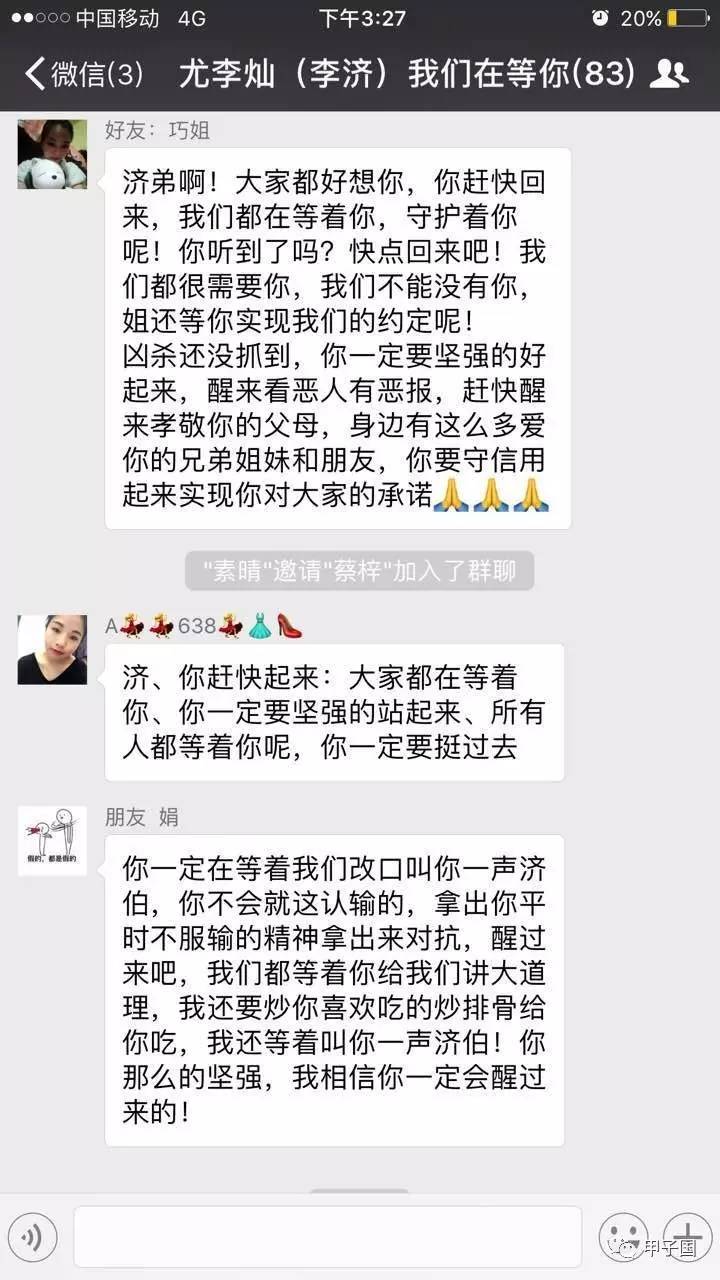 中国移动 4G 下午3:27 20%
微信(3) 尤李灿（李济）我们在等你(83)
好友：巧姐
济弟啊！大家都好想你，你赶快回
来，我们都在等着你，守护着你
呢！你听到了吗？快点回来吧！我
们都很需要你，我们不能没有你，
姐还等你实现我们的约定呢！
凶杀还没抓到，你一定要坚强的好
起来，醒来看恶人有恶报，赶快醒
来孝敬你的父母，身边有这么多爱
你的兄弟姐妹和朋友，你要守信用
起来实现你对大家的承诺🙏🙏🙏
"素晴"邀请"蔡梓"加入了群聊
A💃💃638💃👗👠
济、你赶快起来：大家都在等着
你、你一定要坚强的站起来、所有
人都等着你呢，你一定要挺过去
朋友 娟
假的，都是假的
你一定在等着我们改口叫你一声济
伯，你不会就这认输的，拿出你平
时不服输的精神拿出来对抗，醒过
来吧，我们都等着你给我们讲大道
理，我还要炒你喜欢吃的炒排骨给
你吃，我还等着叫你一声济伯！你
那么的坚强，我相信你一定会醒过
来的！
甲子国